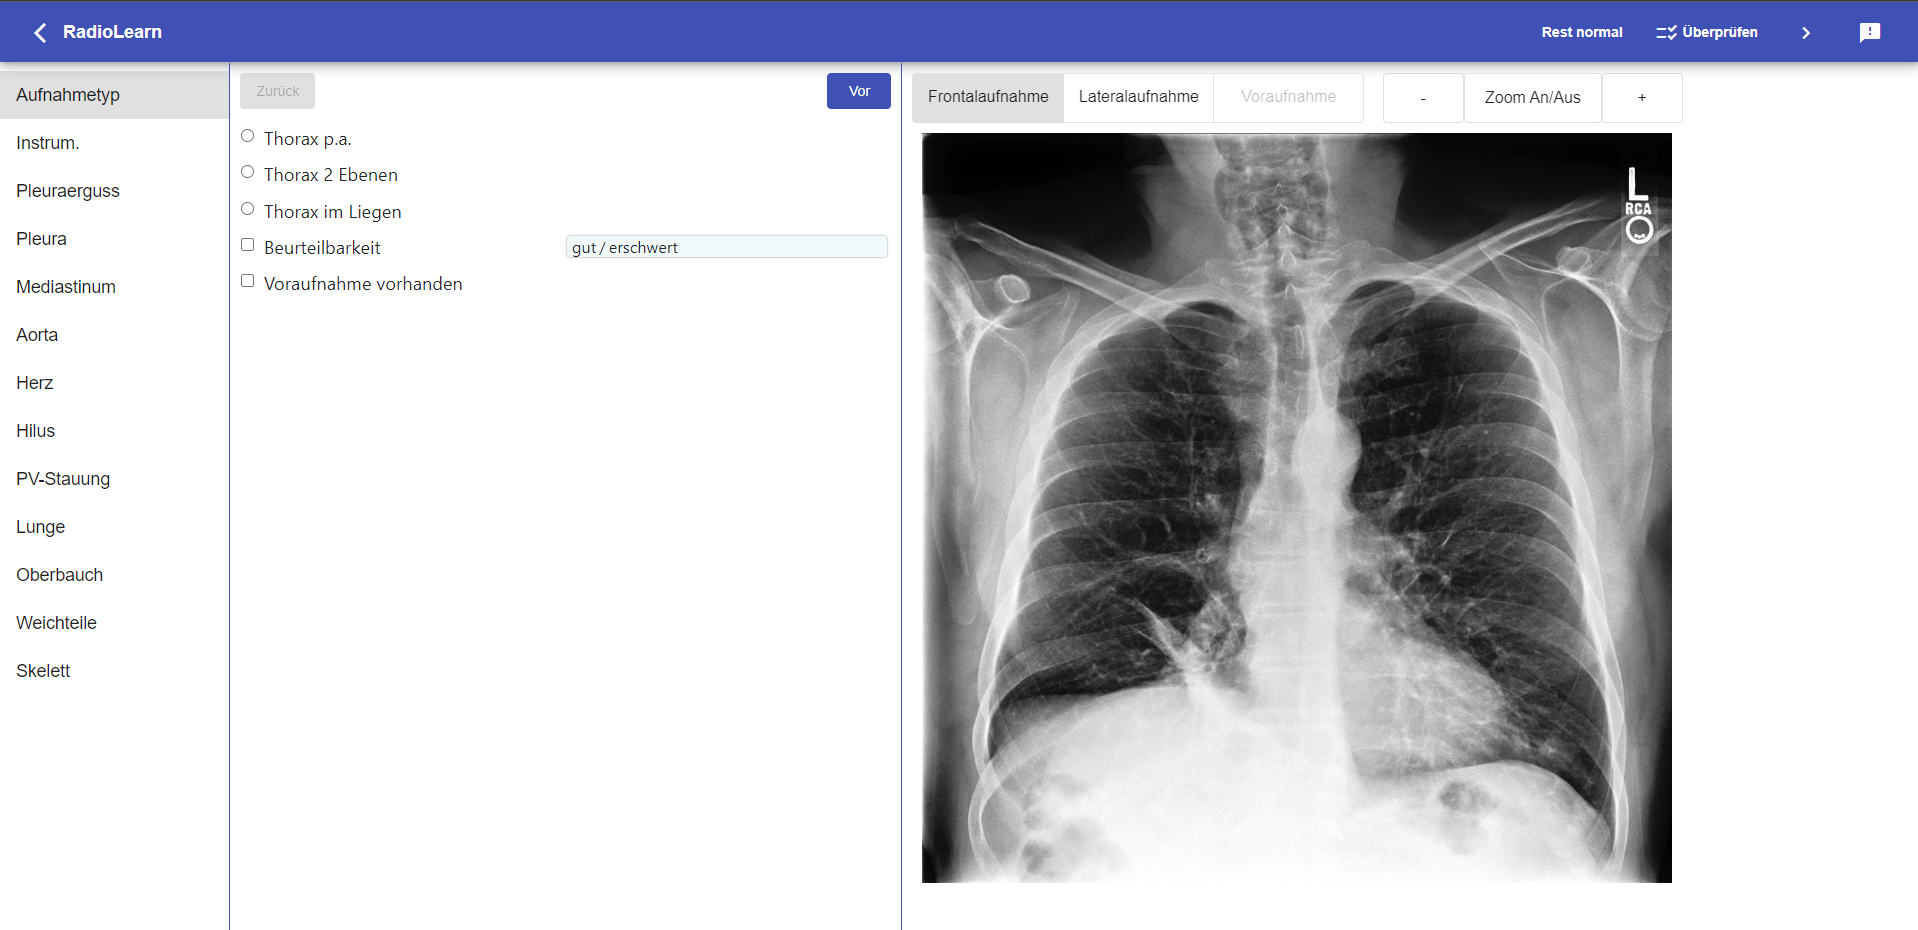 RadioLearn
Rest normal
Überprüfen
Aufnahmetyp
Instrum.
Pleuraerguss
Pleura
Mediastinum
Aorta
Herz
Hilus
PV-Stauung
Lunge
Oberbauch
Weichteile
Skelett
Zurück
Vor
Thorax p.a.
Thorax 2 Ebenen
Thorax im Liegen
Beurteilbarkeit
gut / erschwert
Voraufnahme vorhanden
Frontalaufnahme
Lateralaufnahme
Voraufnahme
-
Zoom An/Aus
+
L
RCA